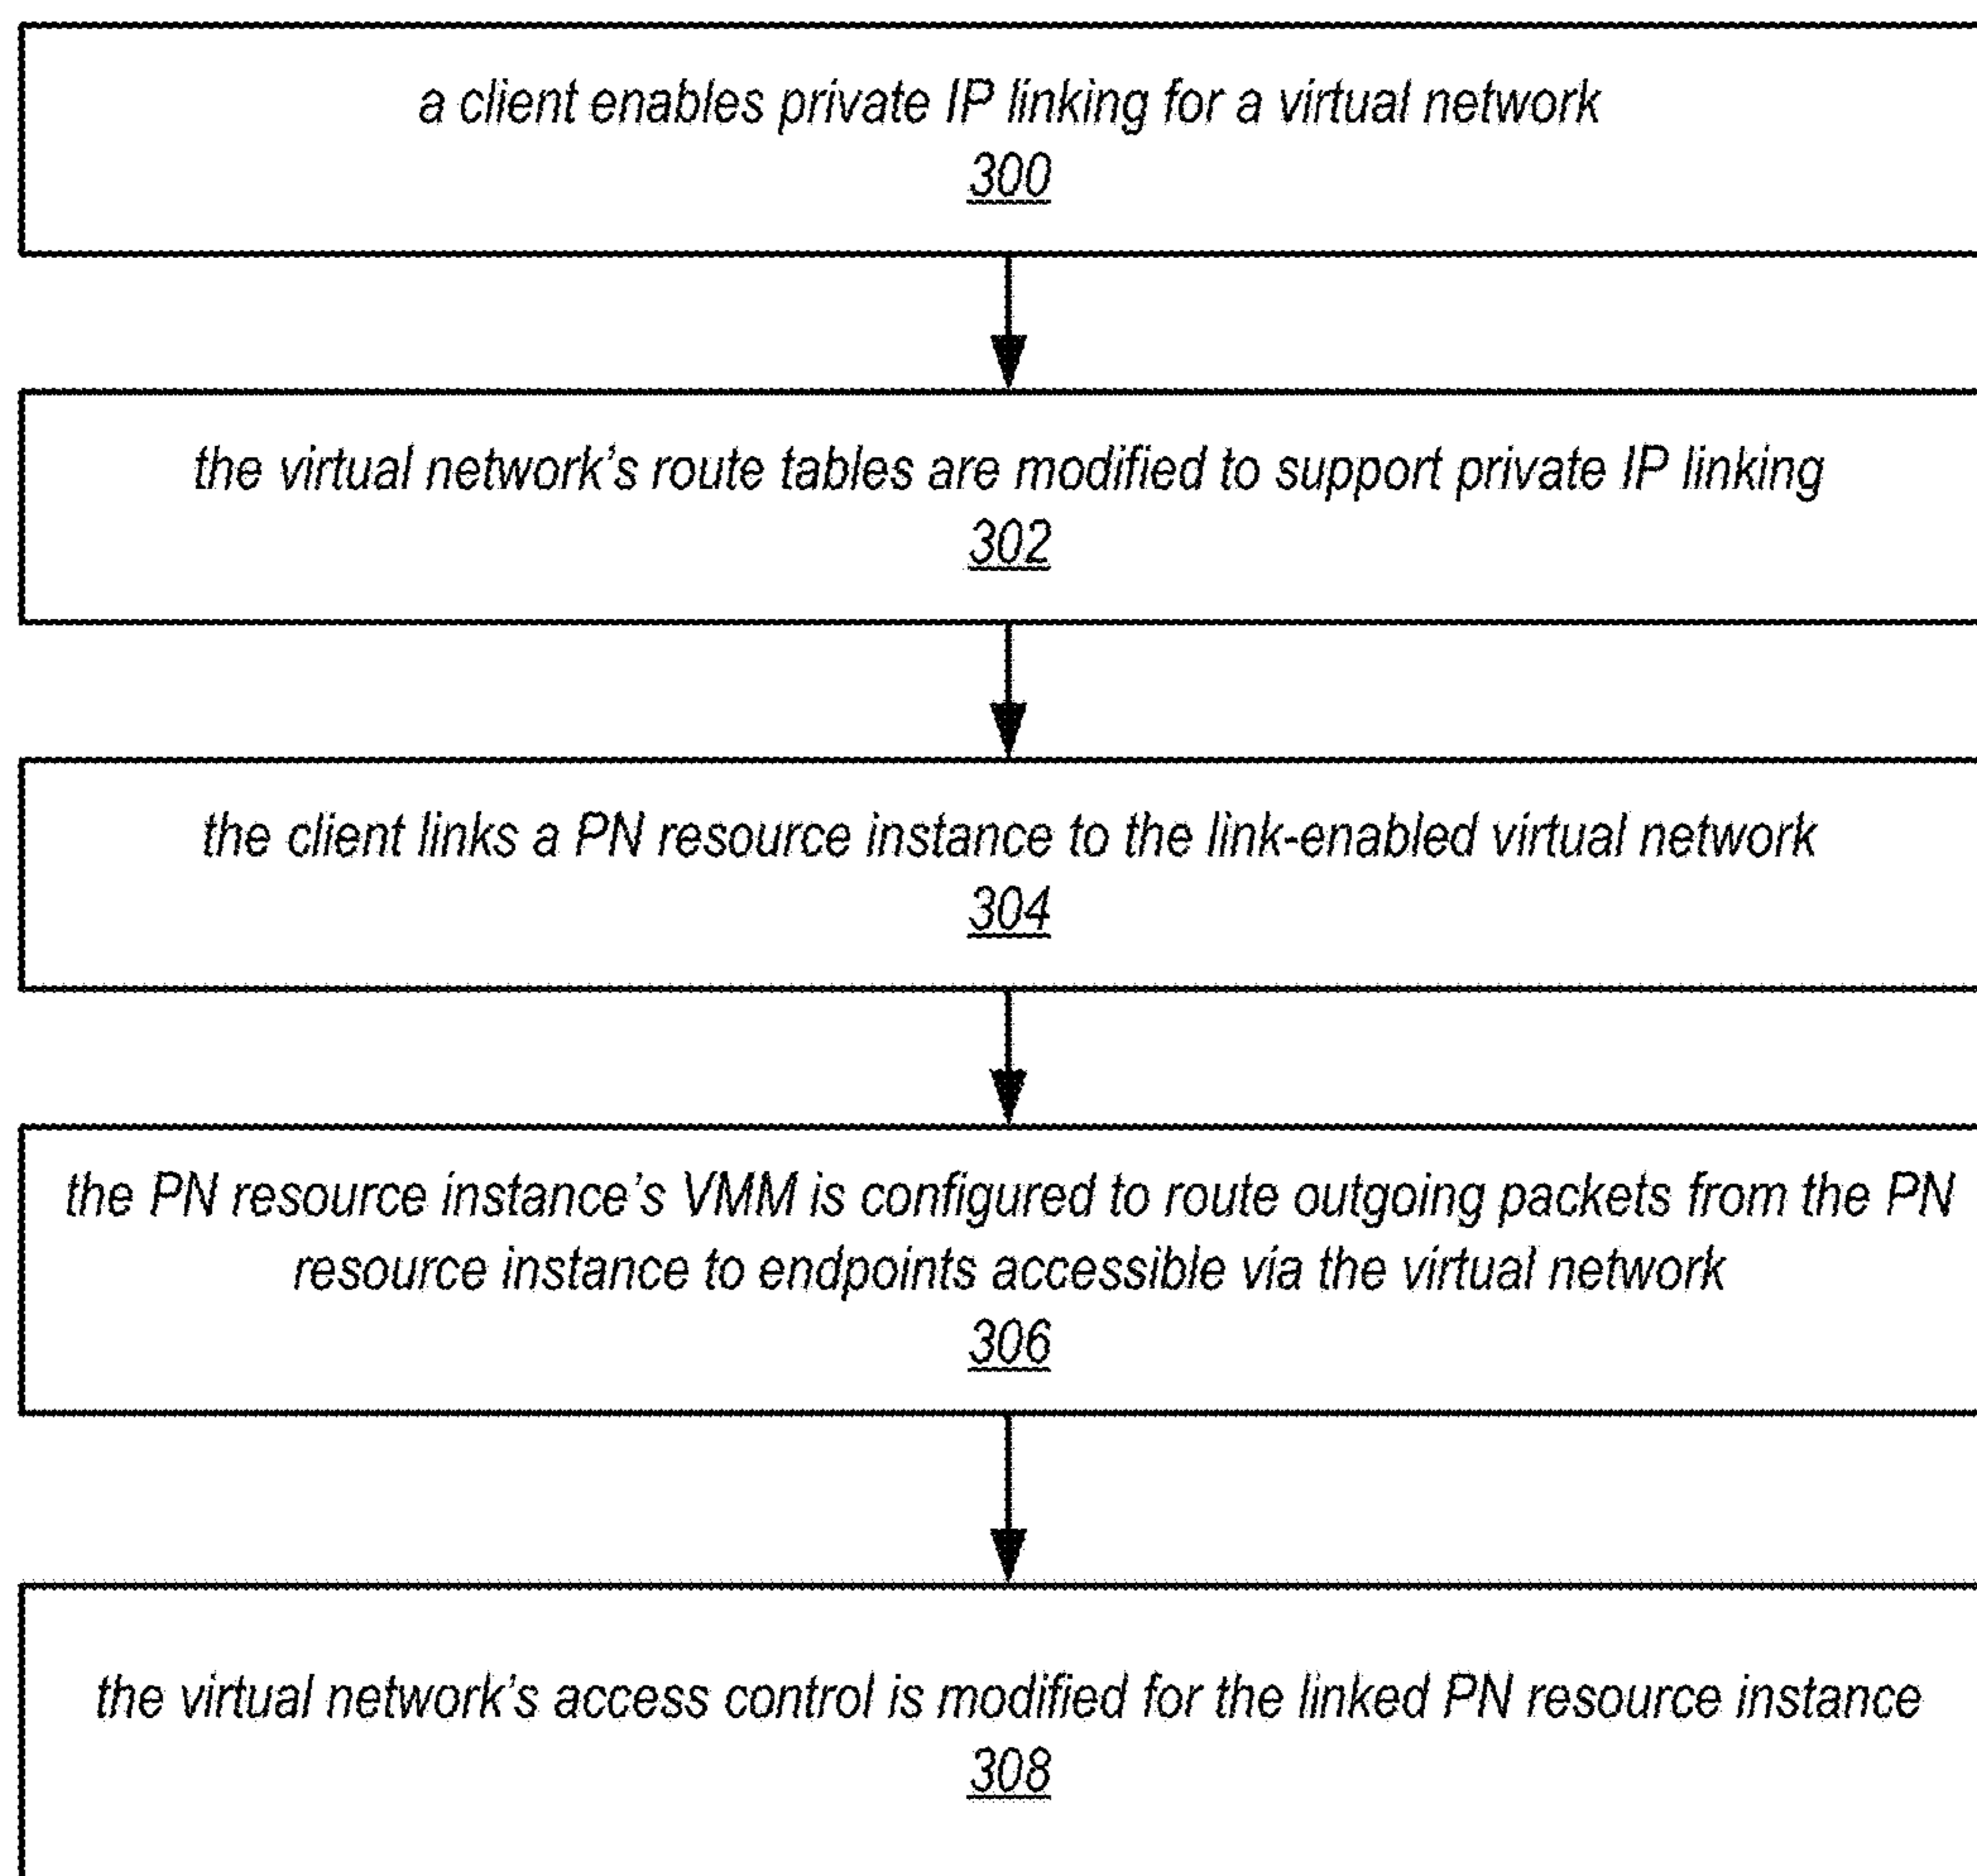 a client enables private IP linking for a virtual network
300
the virtual network's route tables are modified to support private IP linking
302
the client links a PN resource instance to the link-enabled virtual network
304
the PN resource instance's VMM is configured to route outgoing packets from the PN
resource instance to endpoints accessible via the virtual network
306
the virtual network's access control is modified for the linked PN resource instance
308